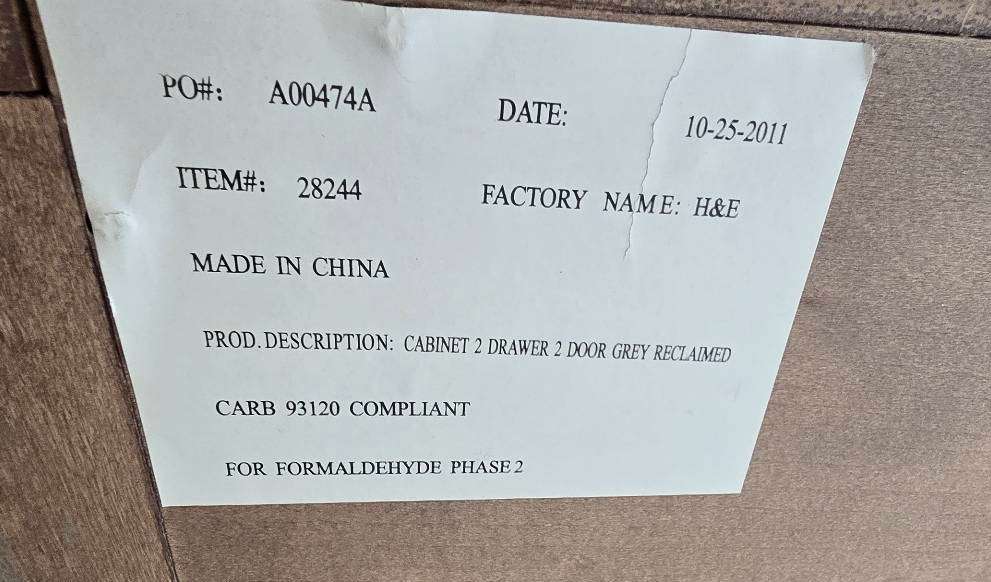 PO#: A00474A DATE: 10-25-2011
ITEM#: 28244 FACTORY NAME: H&E
MADE IN CHINA
PROD.DESCRIPTION: CABINET 2 DRAWER 2 DOOR GREY RECLAIMED
CARB 93120 COMPLIANT
FOR FORMALDEHYDE PHASE 2